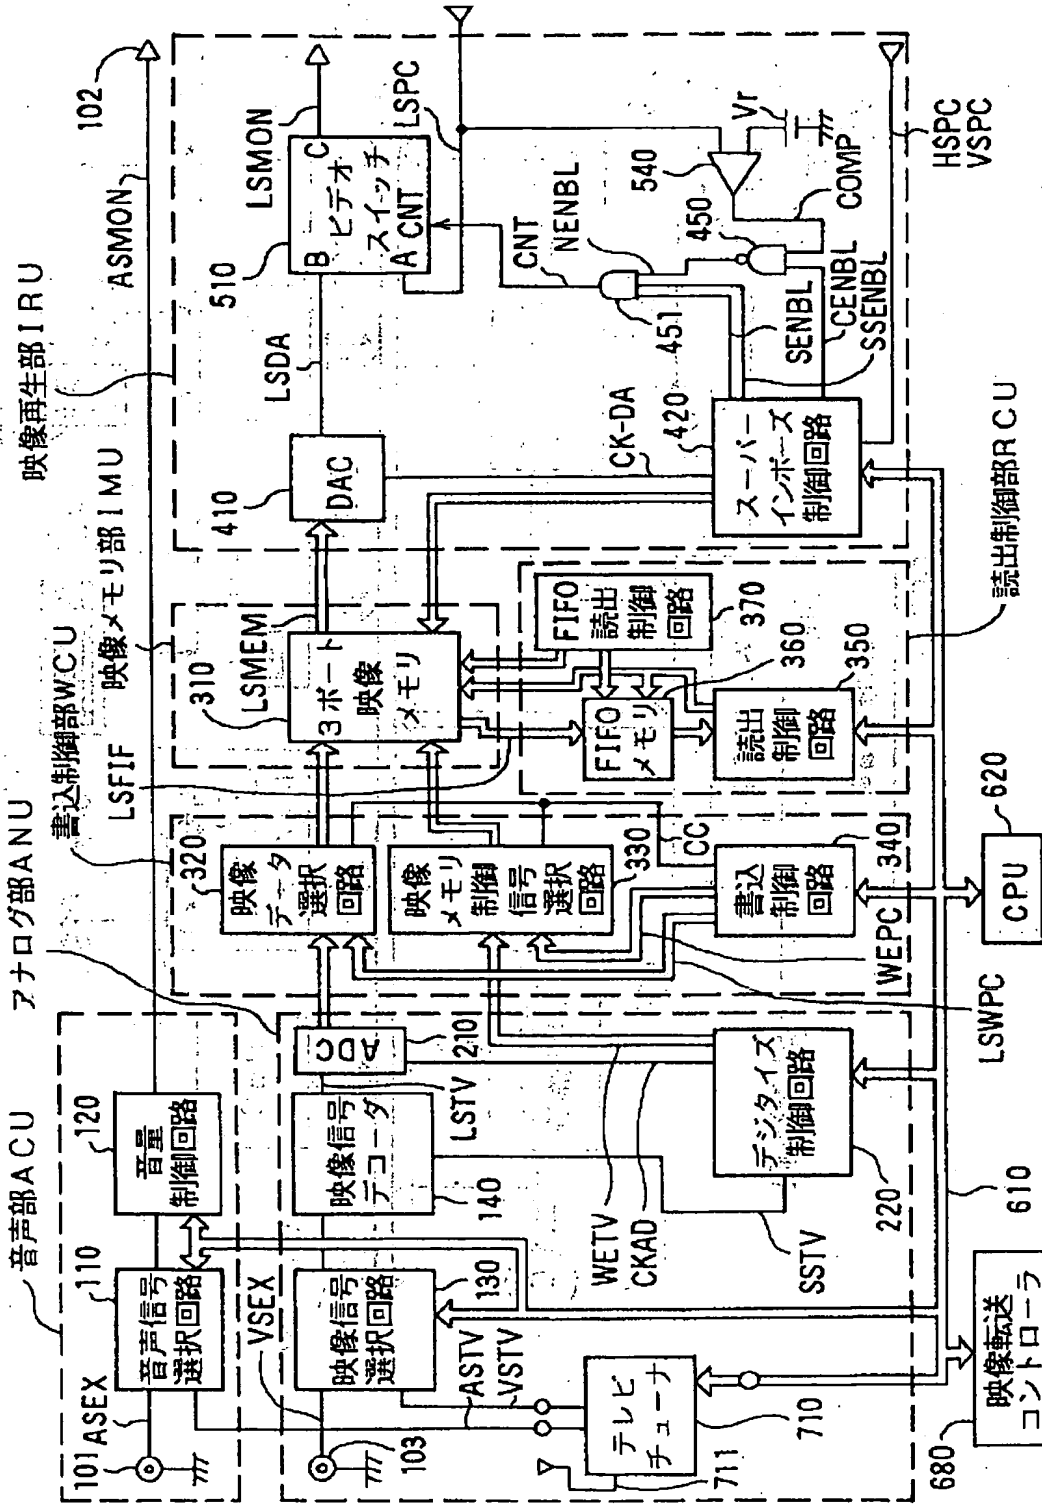 音声部ACU
アナログ部ANU
書込制御部WCU
映像メモリ部IMU
映像再生部IRU
101
ASEX
110
音声信号
選択回路
120
音量
制御回路
ASMON
102
VSEX
103
映像信号
選択回路
130
映像信号
デコーダ
140
LSTV
ADC
210
ASTV
VSTV
テレビ
チューナ
710
711
WETV
CKAD
SSTV
デジタイズ
制御回路
220
320
映像
データ
選択
回路
映像
メモリ
制御
信号
選択
回路
330
CC
書込
制御
回路
340
WEPC
LSWPC
LSFIF
310
LSMEM
3ポート
映像
メモリ
FIFO
読出
制御
回路
370
FIFO
メモリ
360
読出
制御
回路
350
読出制御部RCU
410
DAC
LSDA
CK-DA
420
スーパー
インポーズ
制御回路
510
B
C
A
CNT
ビデオ
スイッチ
LSMON
LSPC
CNT
NENBL
451
450
540
Vr
COMP
SENBL
CENBL
SSENBL
HSPC
VSPC
680
映像転送
コントローラ
610
CPU
620